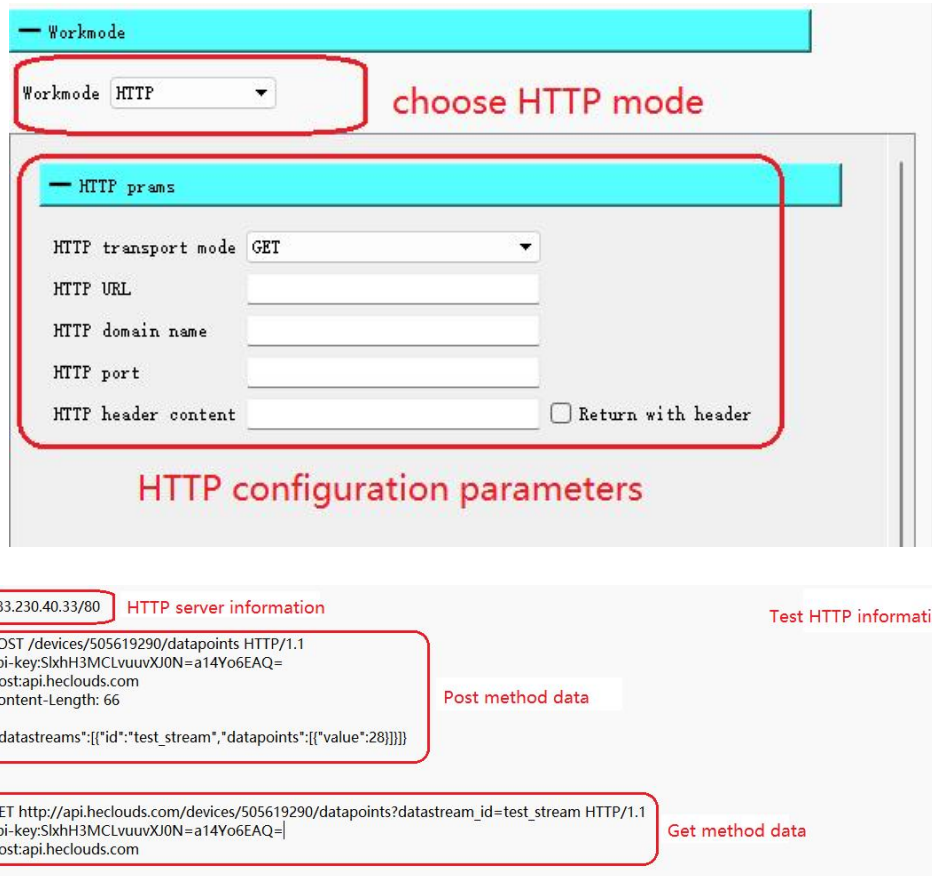 Workmode
Workmode HTTP
choose HTTP mode
HTTP prams
HTTP transport mode GET
HTTP URL
HTTP domain name
HTTP port
HTTP header content Return with header
HTTP configuration parameters
83.230.40.33/80 HTTP server information
Test HTTP informati
OST /devices/505619290/datapoints HTTP/1.1
pi-key:SlxhH3MCLvuuvXJ0N=a14Yo6EAQ=
ost:api.heclouds.com
ontent-Length: 66
Post method data
datastreams":[{"id":"test_stream","datapoints":[{"value":28}]}]}
ET http://api.heclouds.com/devices/505619290/datapoints?datastream_id=test_stream HTTP/1.1
pi-key:SlxhH3MCLvuuvXJ0N=a14Yo6EAQ=
Get method data
ost:api.heclouds.com